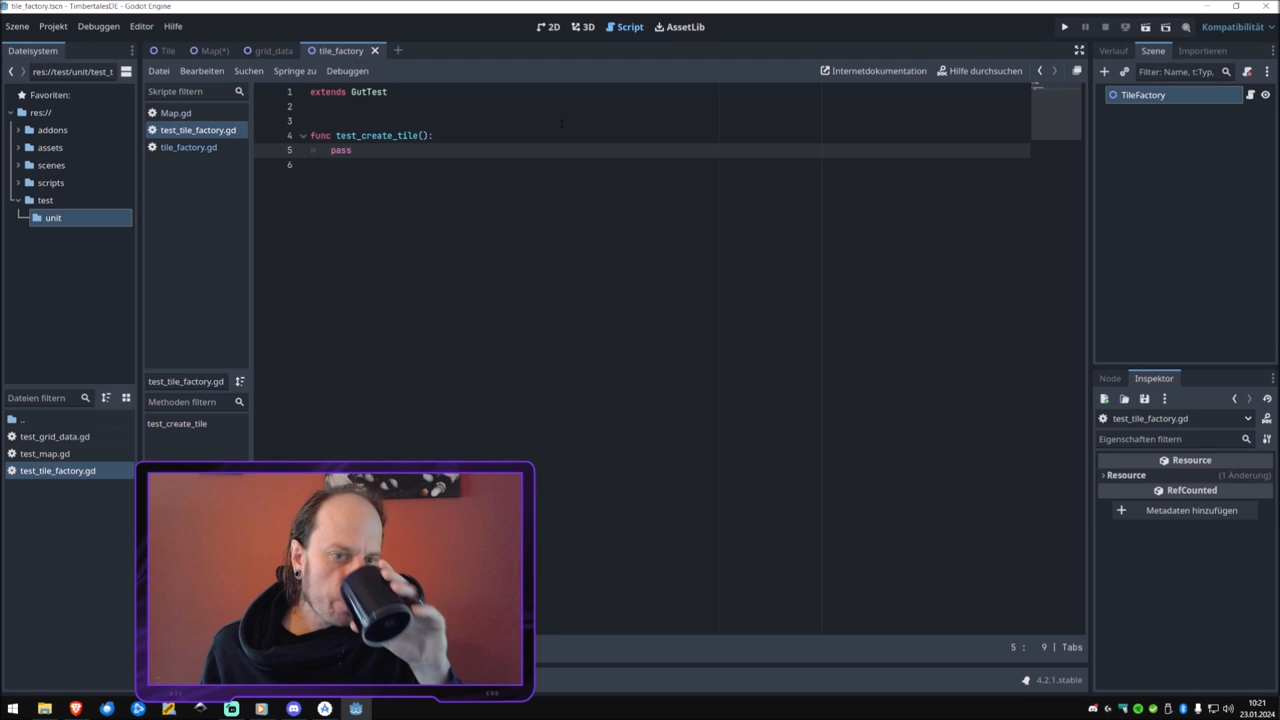 tile_factory.tscn - TimbertalesDE - Godot Engine
Szene Projekt Debuggen Editor Hilfe
2D 3D Script AssetLib
Kompatibilität
Dateisystem
Tile Map(*) grid_data tile_factory
Verlauf Szene Importieren
res://test/unit/test_t
Datei Bearbeiten Suchen Springe zu Debuggen
Internetdokumentation Hilfe durchsuchen
Filter: Name, t:Typ,
Favoriten:
res://
addons
assets
scenes
scripts
test
unit
Skripte filtern
Map.gd
test_tile_factory.gd
tile_factory.gd
1 extends GutTest
2
3
4 func test_create_tile():
5 pass
6
TileFactory
test_tile_factory.gd
Methoden filtern
test_create_tile
Dateien filtern
..
test_grid_data.gd
test_map.gd
test_tile_factory.gd
Node Inspektor
test_tile_factory.gd
Eigenschaften filtern
Resource
Resource (1 Änderung)
RefCounted
Metadaten hinzufügen
5 : 9 | Tabs
4.2.1.stable
10:21
23.01.2024